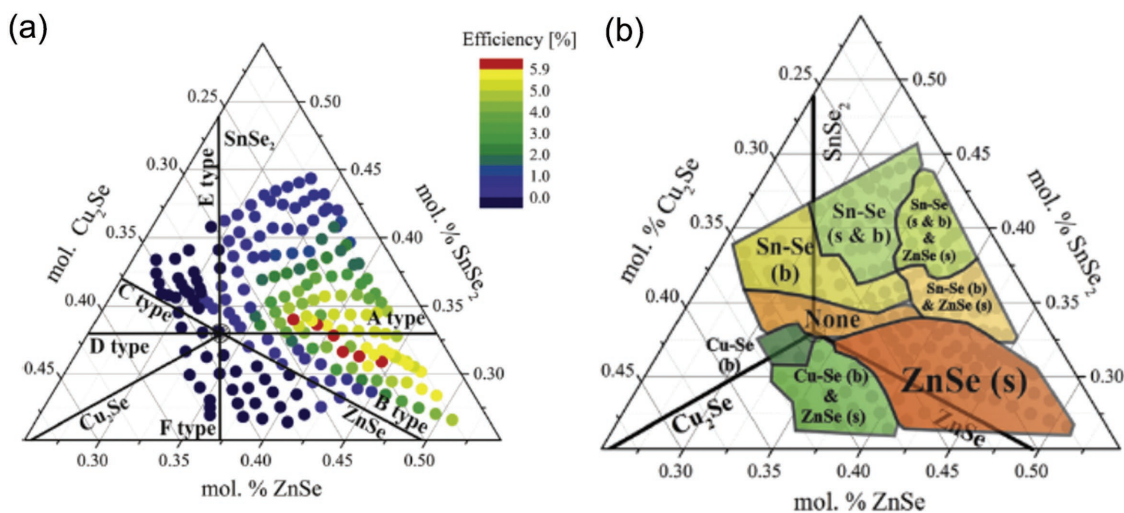 (a)
Efficiency [%]
5.9
5.0
4.0
3.0
2.0
1.0
0.0
0.25
0.30
0.35
0.40
0.45
mol. % Cu₂Se
0.50
0.45
0.40
0.35
0.30
mol. % SnSe₂
0.30
0.35
0.40
0.45
0.50
mol. % ZnSe
SnSe₂
E type
C type
D type
A type
B type
F type
Cu₂Se
ZnSe
(b)
0.25
0.30
0.35
0.40
0.45
mol. % Cu₂Se
0.50
0.45
0.40
0.35
0.30
mol. % SnSe₂
0.30
0.35
0.40
0.45
0.50
mol. % ZnSe
SnSe₂
Sn-Se
(s & b)
Sn-Se
(s & b)
&
ZnSe (s)
Sn-Se
(b)
Sn-Se (b)
& ZnSe (s)
None
Cu-Se
(b)
Cu-Se (b)
&
ZnSe (s)
ZnSe (s)
Cu₂Se
ZnSe